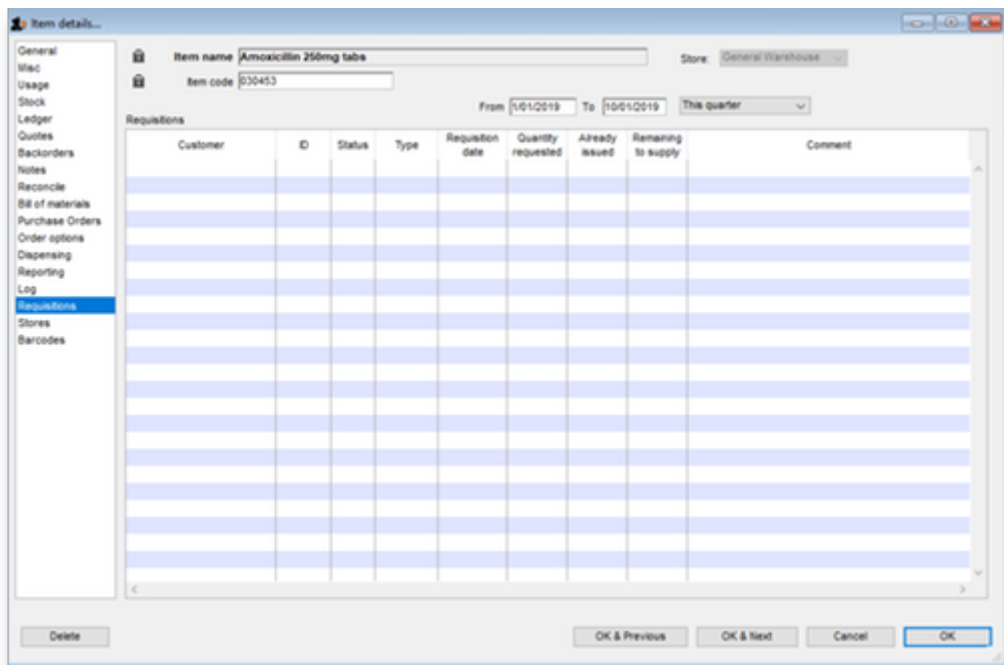 Item details...
General
Misc
Usage
Stock
Ledger
Quotes
Backorders
Notes
Reconcile
Bill of materials
Purchase Orders
Order options
Dispensing
Reporting
Log
Requisitions
Stores
Barcodes
Item name Amoxicillin 250mg tabs Store: General Warehouse
Item code 030453
From 1/01/2019 To 10/01/2019 This quarter
Requisitions
Customer ID Status Type Requisition date Quantity requested Already issued Remaining to supply Comment
Delete OK & Previous OK & Next Cancel OK